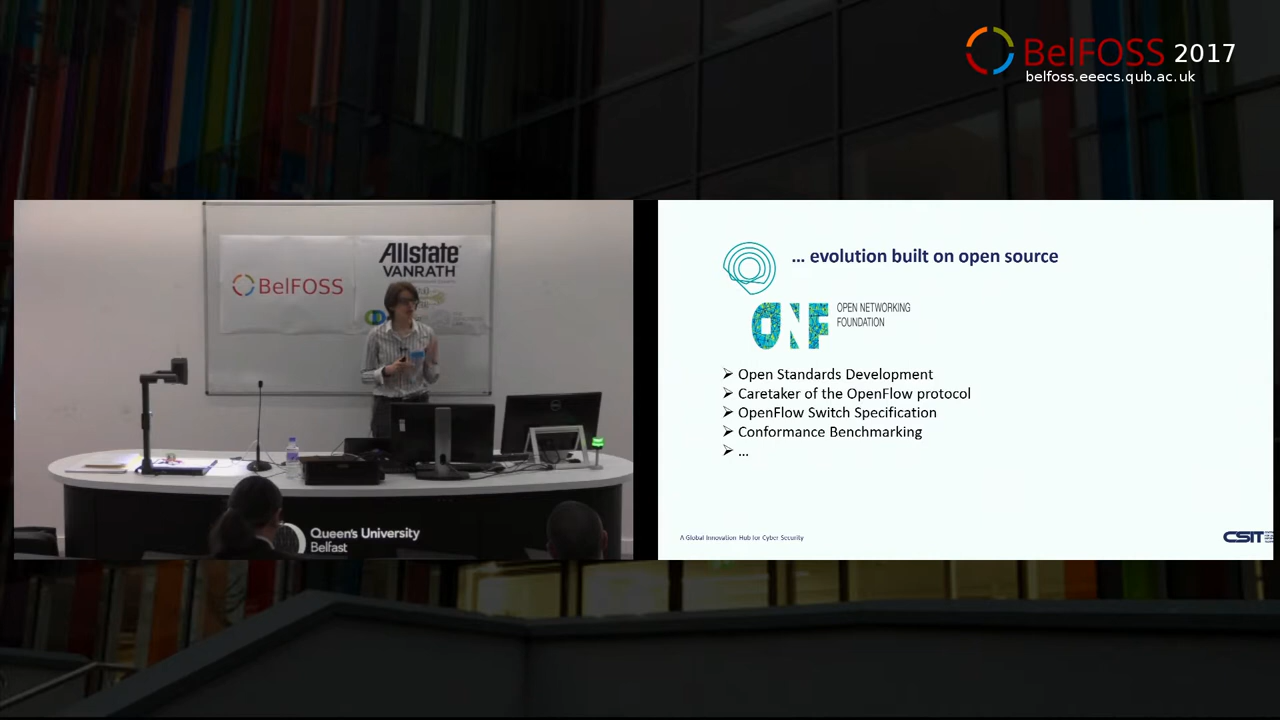 BelFOSS 2017
belfoss.eeecs.qub.ac.uk
BelFOSS
Allstate
VANRATH
Queen's University
Belfast
... evolution built on open source
ONF OPEN NETWORKING
FOUNDATION
➢ Open Standards Development
➢ Caretaker of the OpenFlow protocol
➢ OpenFlow Switch Specification
➢ Conformance Benchmarking
➢ ...
A Global Innovation Hub for Cyber Security
CSIT